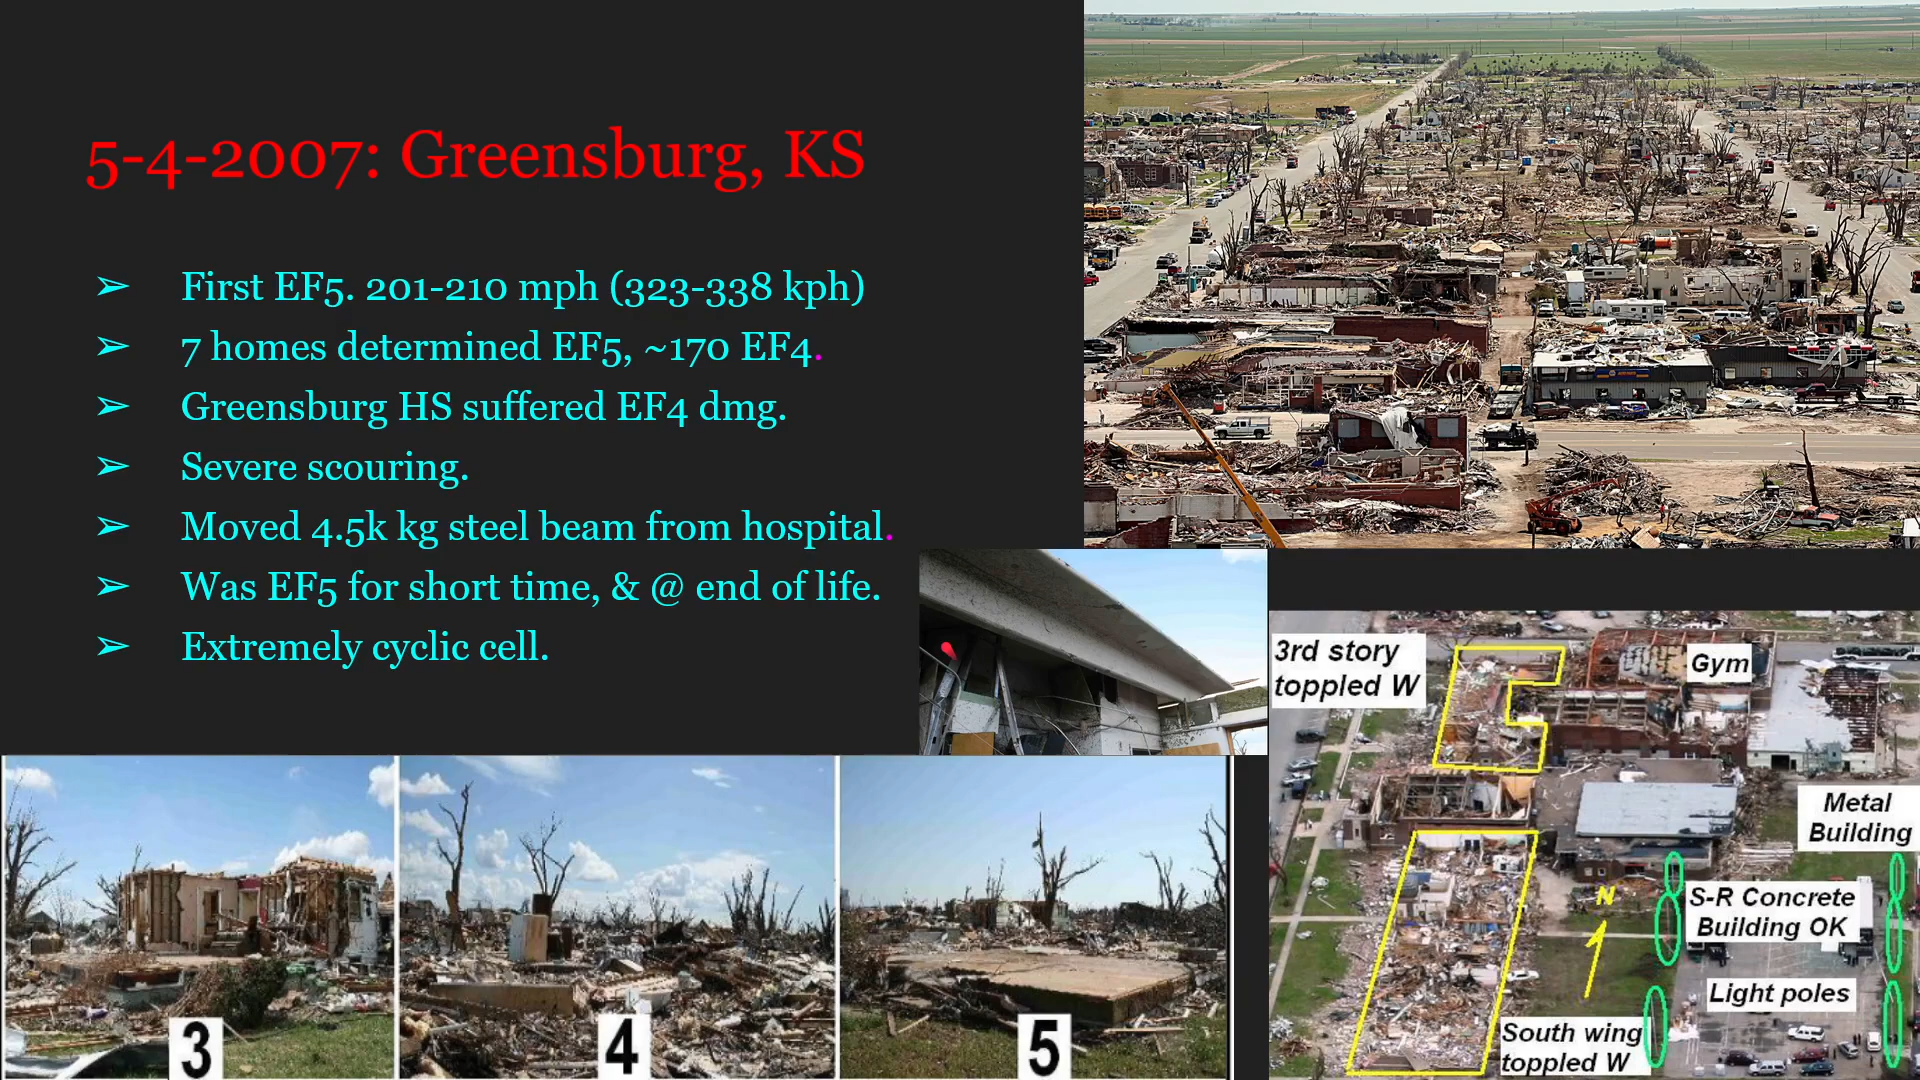 5-4-2007: Greensburg, KS
➢ First EF5. 201-210 mph (323-338 kph)
➢ 7 homes determined EF5, ~170 EF4.
➢ Greensburg HS suffered EF4 dmg.
➢ Severe scouring.
➢ Moved 4.5k kg steel beam from hospital.
➢ Was EF5 for short time, & @ end of life.
➢ Extremely cyclic cell.
3rd story
toppled W
Gym
Metal
Building
N
S-R Concrete
Building OK
Light poles
South wing
toppled W
3
4
5